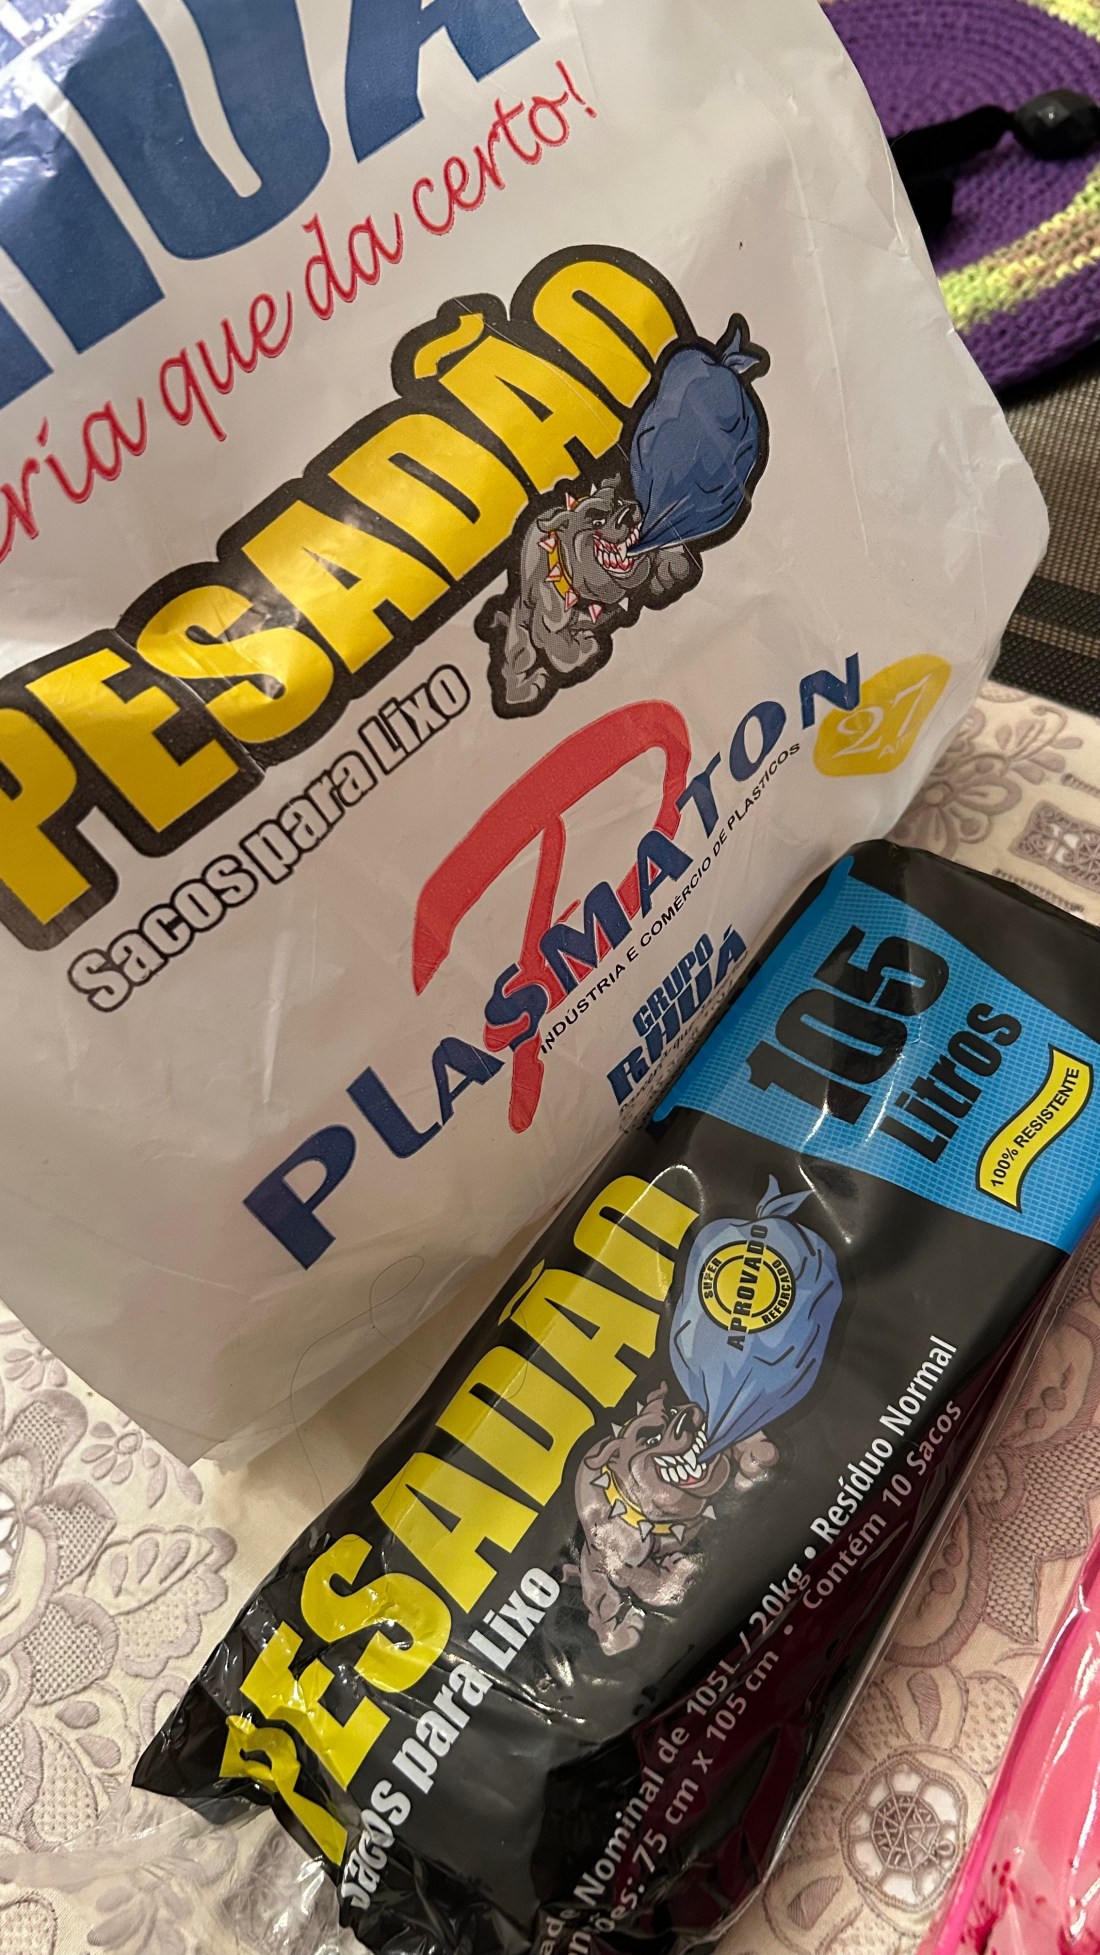 que da certo!
PESADÃO
Sacos para Lixo
PLASMATON
INDÚSTRIA E COMÉRCIO DE PLÁSTICOS
27
GRUPO
RHUÁ
105
Litros
100% RESISTENTE
PESADÃO
SUPER
APROVADO
REFORÇADO
Sacos para Lixo
Nominal de 105L / 20kg • Resíduo Normal
75 cm x 105 cm • Contém 10 Sacos